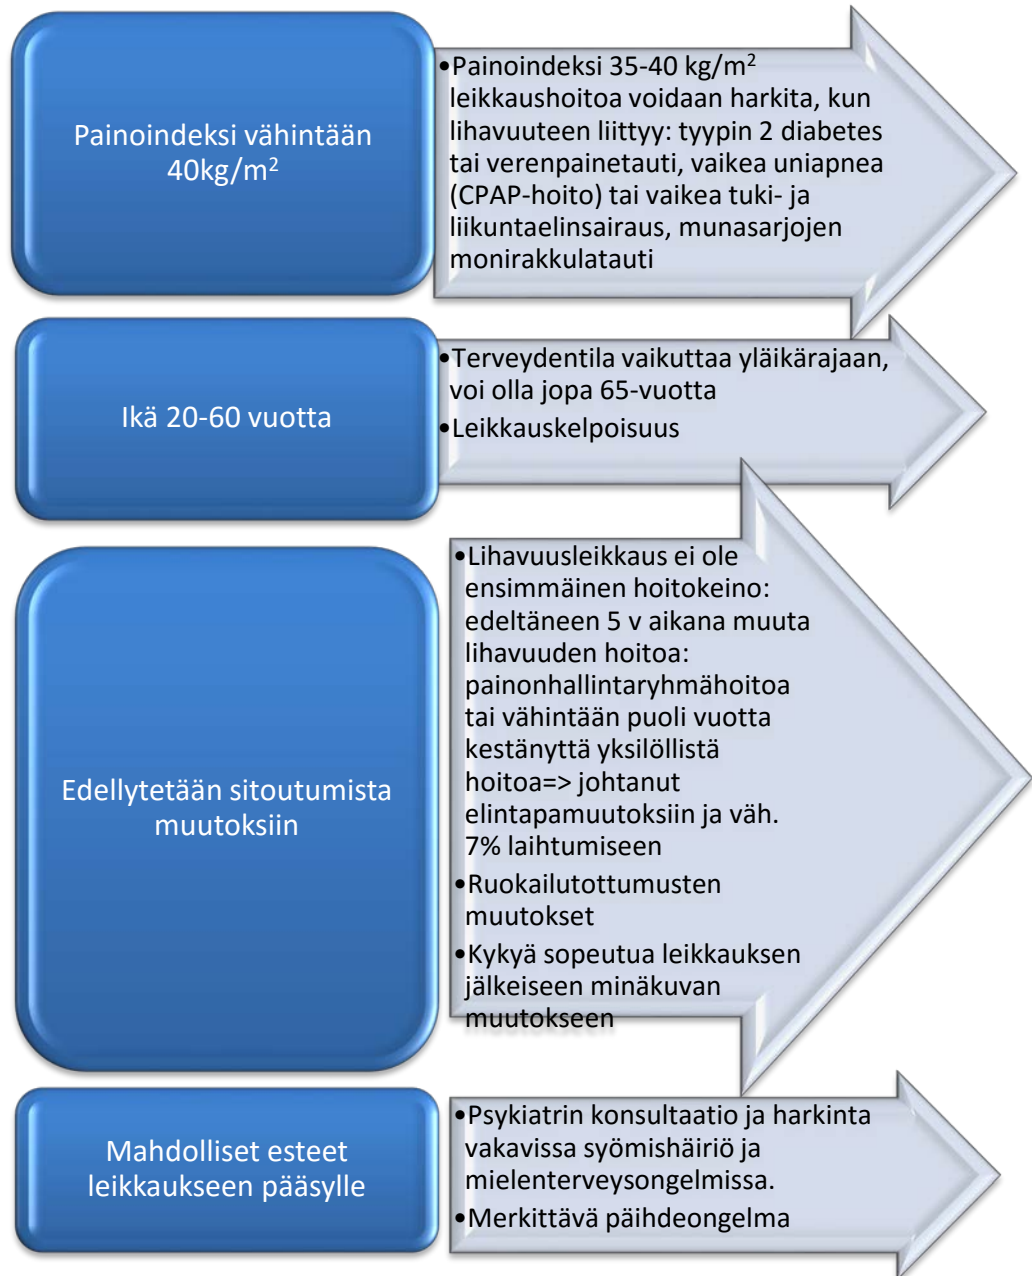 Painoindeksi vähintään
40kg/m²
•Painoindeksi 35-40 kg/m²
leikkaushoitoa voidaan harkita, kun
lihavuuteen liittyy: tyypin 2 diabetes
tai verenpainetauti, vaikea uniapnea
(CPAP-hoito) tai vaikea tuki- ja
liikuntaelinsairaus, munasarjojen
monirakkulatauti
Ikä 20-60 vuotta
•Terveydentila vaikuttaa yläikärajaan,
voi olla jopa 65-vuotta
•Leikkauskelpoisuus
Edellytetään sitoutumista
muutoksiin
•Lihavuusleikkaus ei ole
ensimmäinen hoitokeino:
edeltäneen 5 v aikana muuta
lihavuuden hoitoa:
painonhallintaryhmähoitoa
tai vähintään puoli vuotta
kestänyttä yksilöllistä
hoitoa=> johtanut
elintapamuutoksiin ja väh.
7% laihtumiseen
•Ruokailutottumusten
muutokset
•Kykyä sopeutua leikkauksen
jälkeiseen minäkuvan
muutokseen
Mahdolliset esteet
leikkaukseen pääsylle
•Psykiatrin konsultaatio ja harkinta
vakavissa syömishäiriö ja
mielenterveysongelmissa.
•Merkittävä päihdeongelma